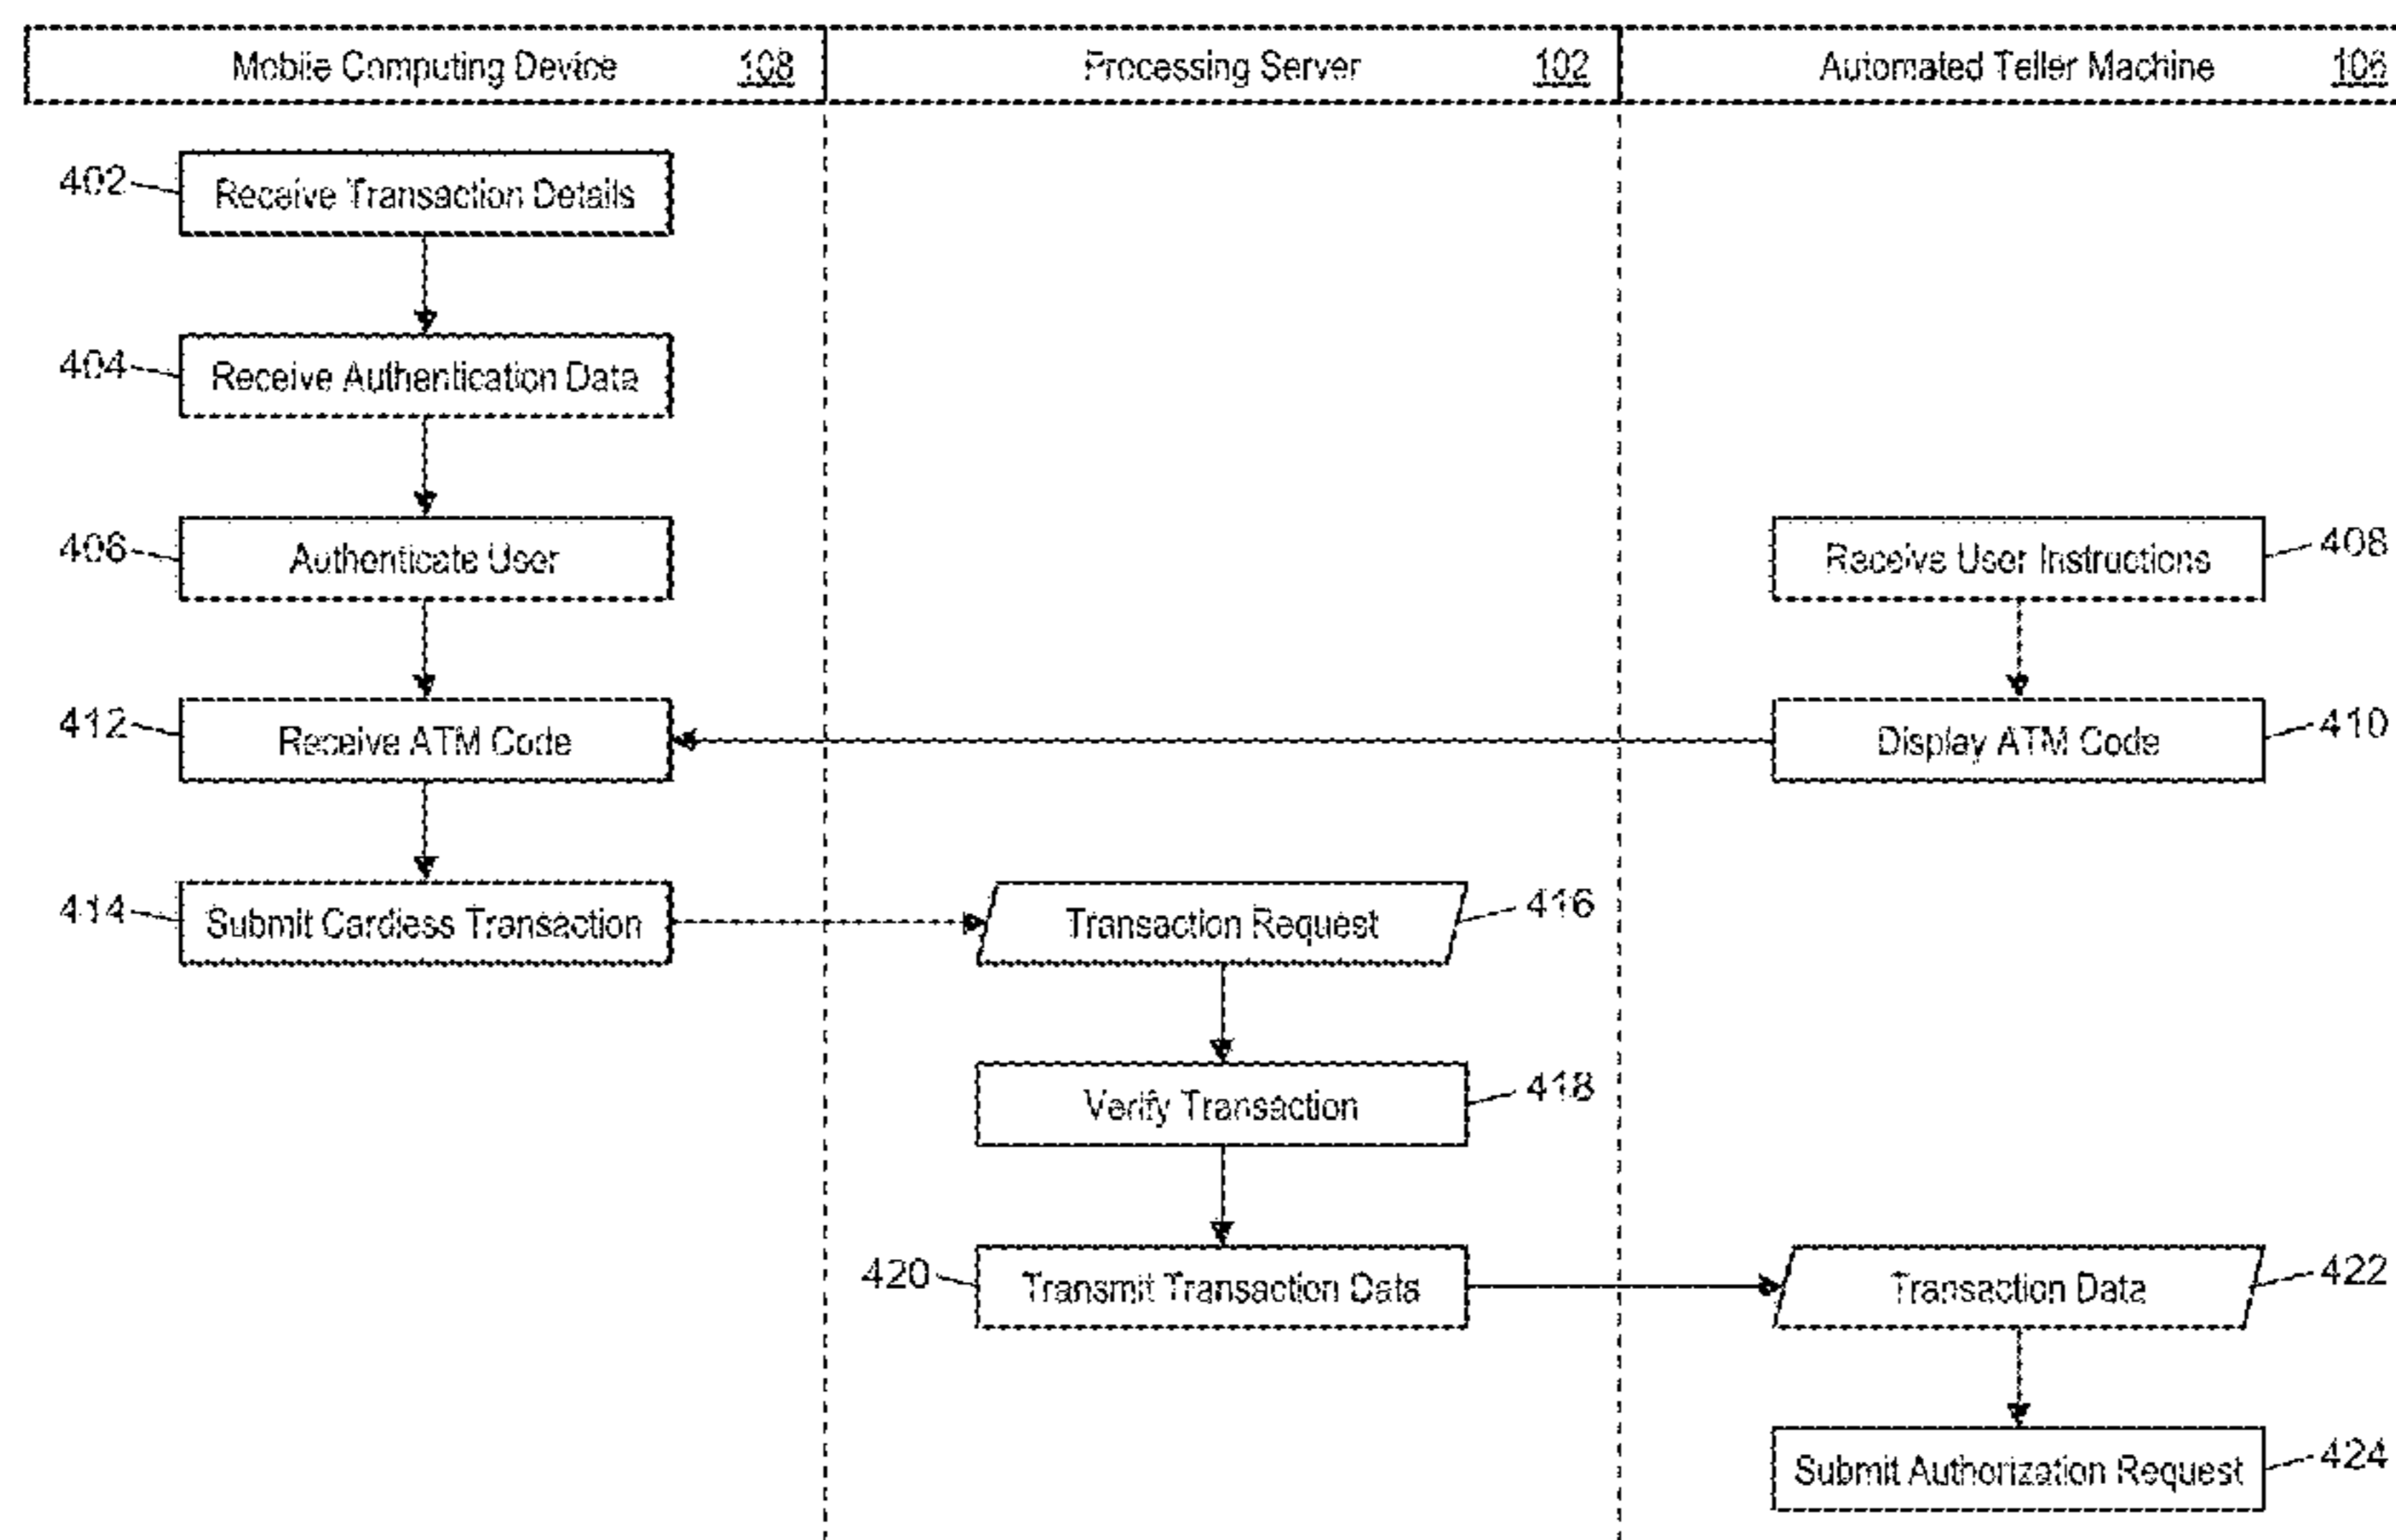 Mobile Computing Device 108
Processing Server 102
Automated Teller Machine 106
402 Receive Transaction Details
404 Receive Authentication Data
406 Authenticate User
Receive User Instructions 408
412 Receive ATM Code
Display ATM Code 410
414 Submit Cardless Transaction
Transaction Request 416
Verify Transaction 418
420 Transmit Transaction Data
Transaction Data 422
Submit Authorization Request 424